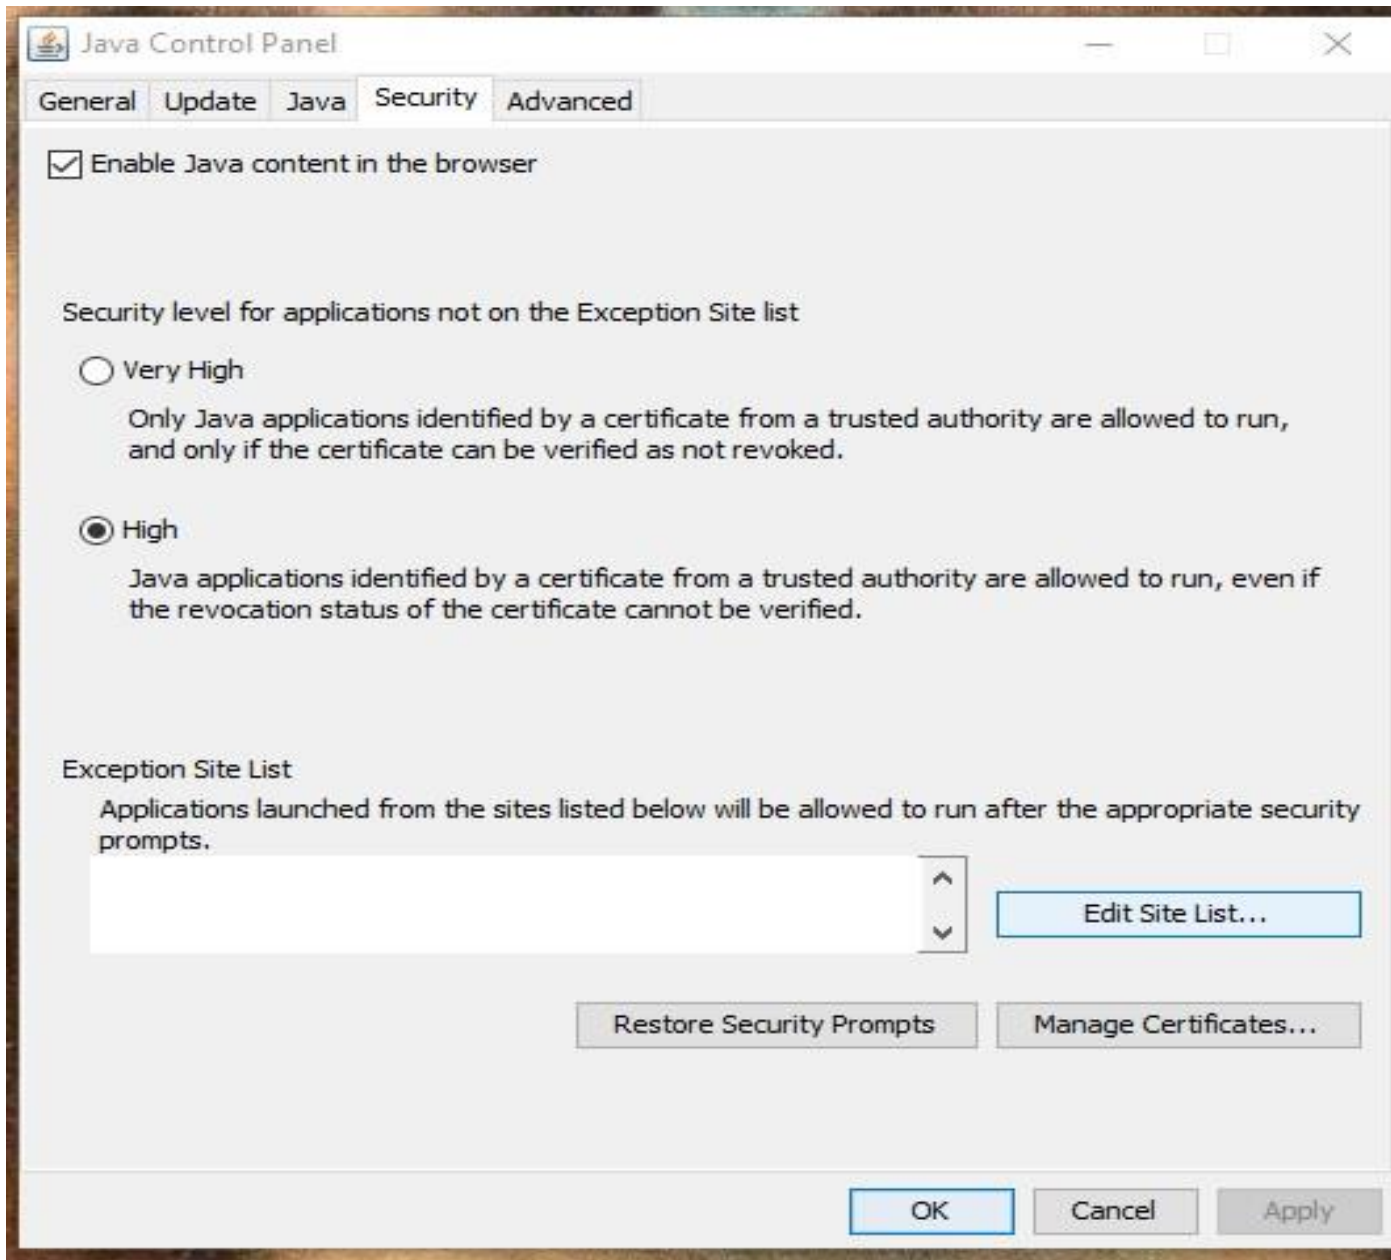 Java Control Panel
General Update Java Security Advanced
Enable Java content in the browser
Security level for applications not on the Exception Site list
Very High
Only Java applications identified by a certificate from a trusted authority are allowed to run,
and only if the certificate can be verified as not revoked.
High
Java applications identified by a certificate from a trusted authority are allowed to run, even if
the revocation status of the certificate cannot be verified.
Exception Site List
Applications launched from the sites listed below will be allowed to run after the appropriate security
prompts.
Edit Site List...
Restore Security Prompts Manage Certificates...
OK Cancel Apply